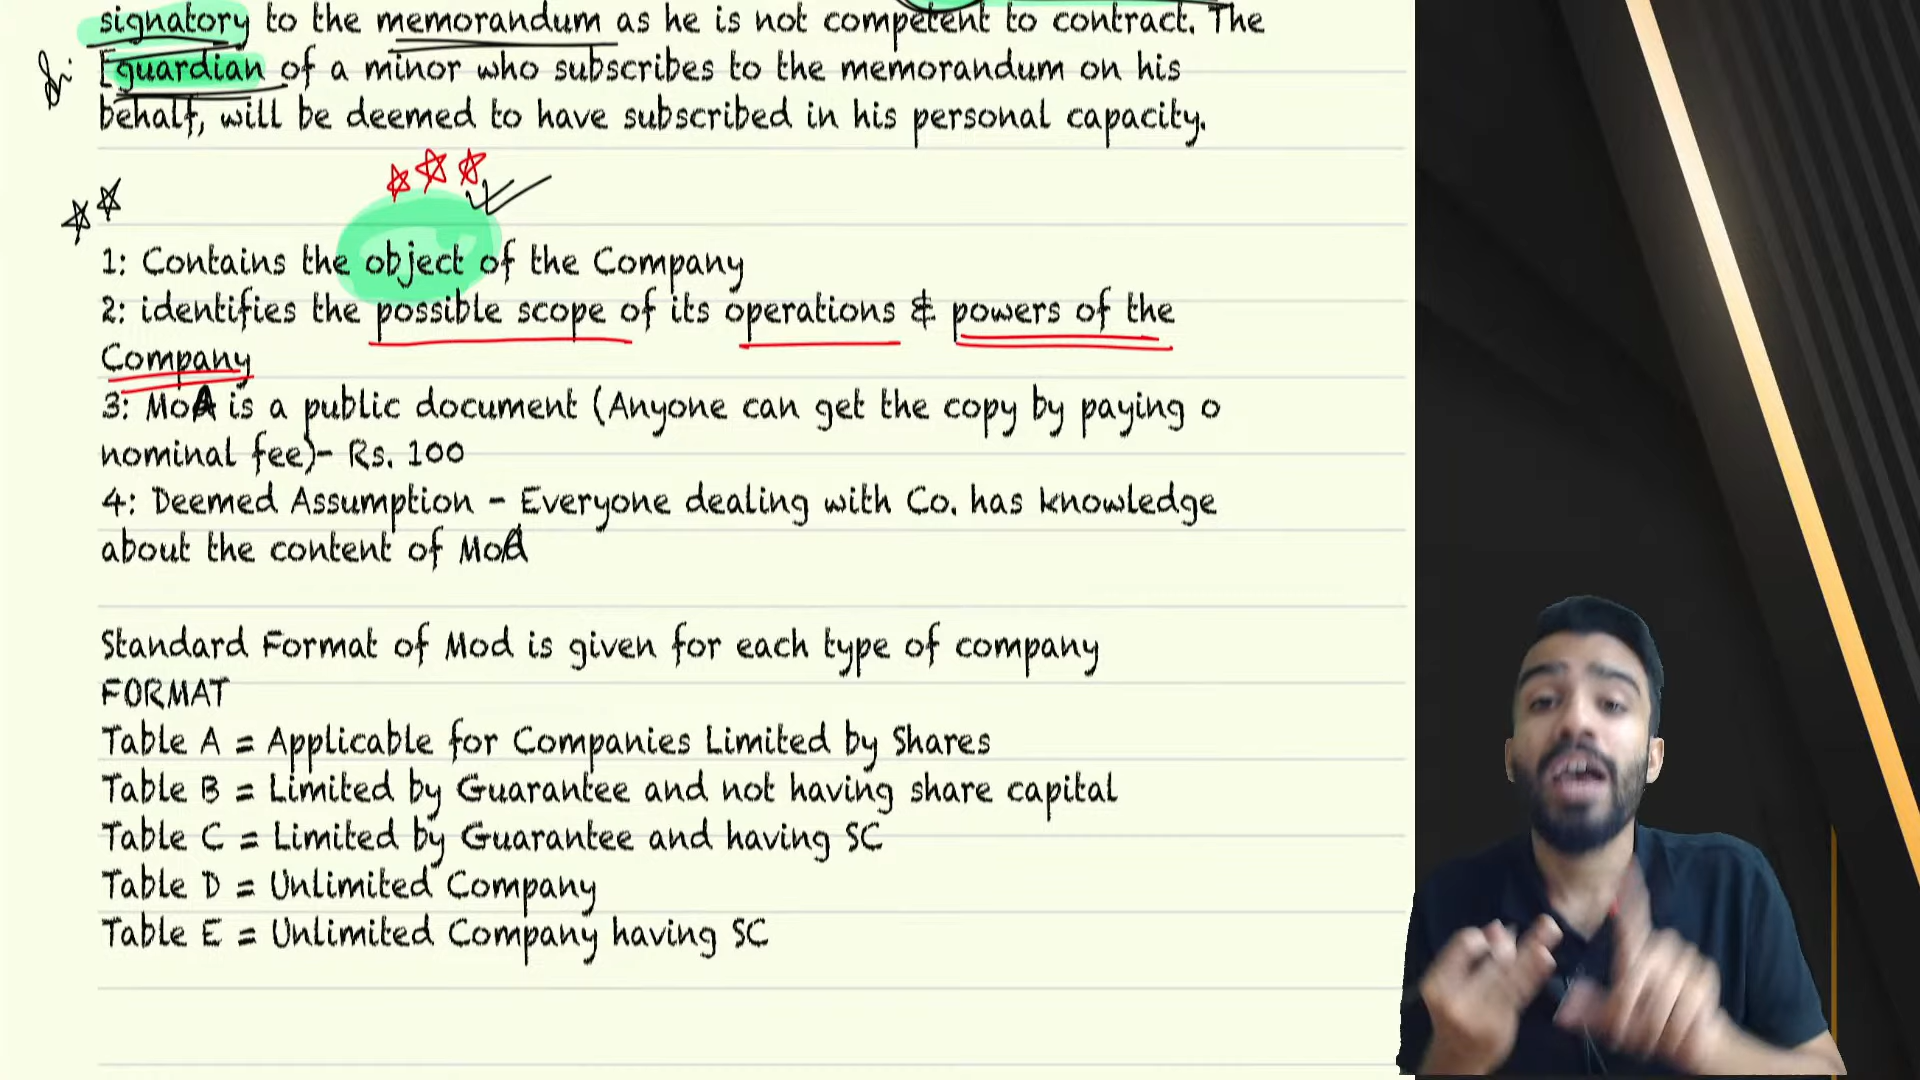 signatory to the memorandum as he is not competent to contract. The
guardian of a minor who subscribes to the memorandum on his
behalf, will be deemed to have subscribed in his personal capacity.
1: Contains the object of the Company
2: identifies the possible scope of its operations & powers of the
Company
3: MoA is a public document (Anyone can get the copy by paying o
nominal fee)- Rs. 100
4: Deemed Assumption - Everyone dealing with Co. has knowledge
about the content of MoA
Standard Format of Mod is given for each type of company
FORMAT
Table A = Applicable for Companies Limited by Shares
Table B = Limited by Guarantee and not having share capital
Table C = Limited by Guarantee and having SC
Table D = Unlimited Company
Table E = Unlimited Company having SC